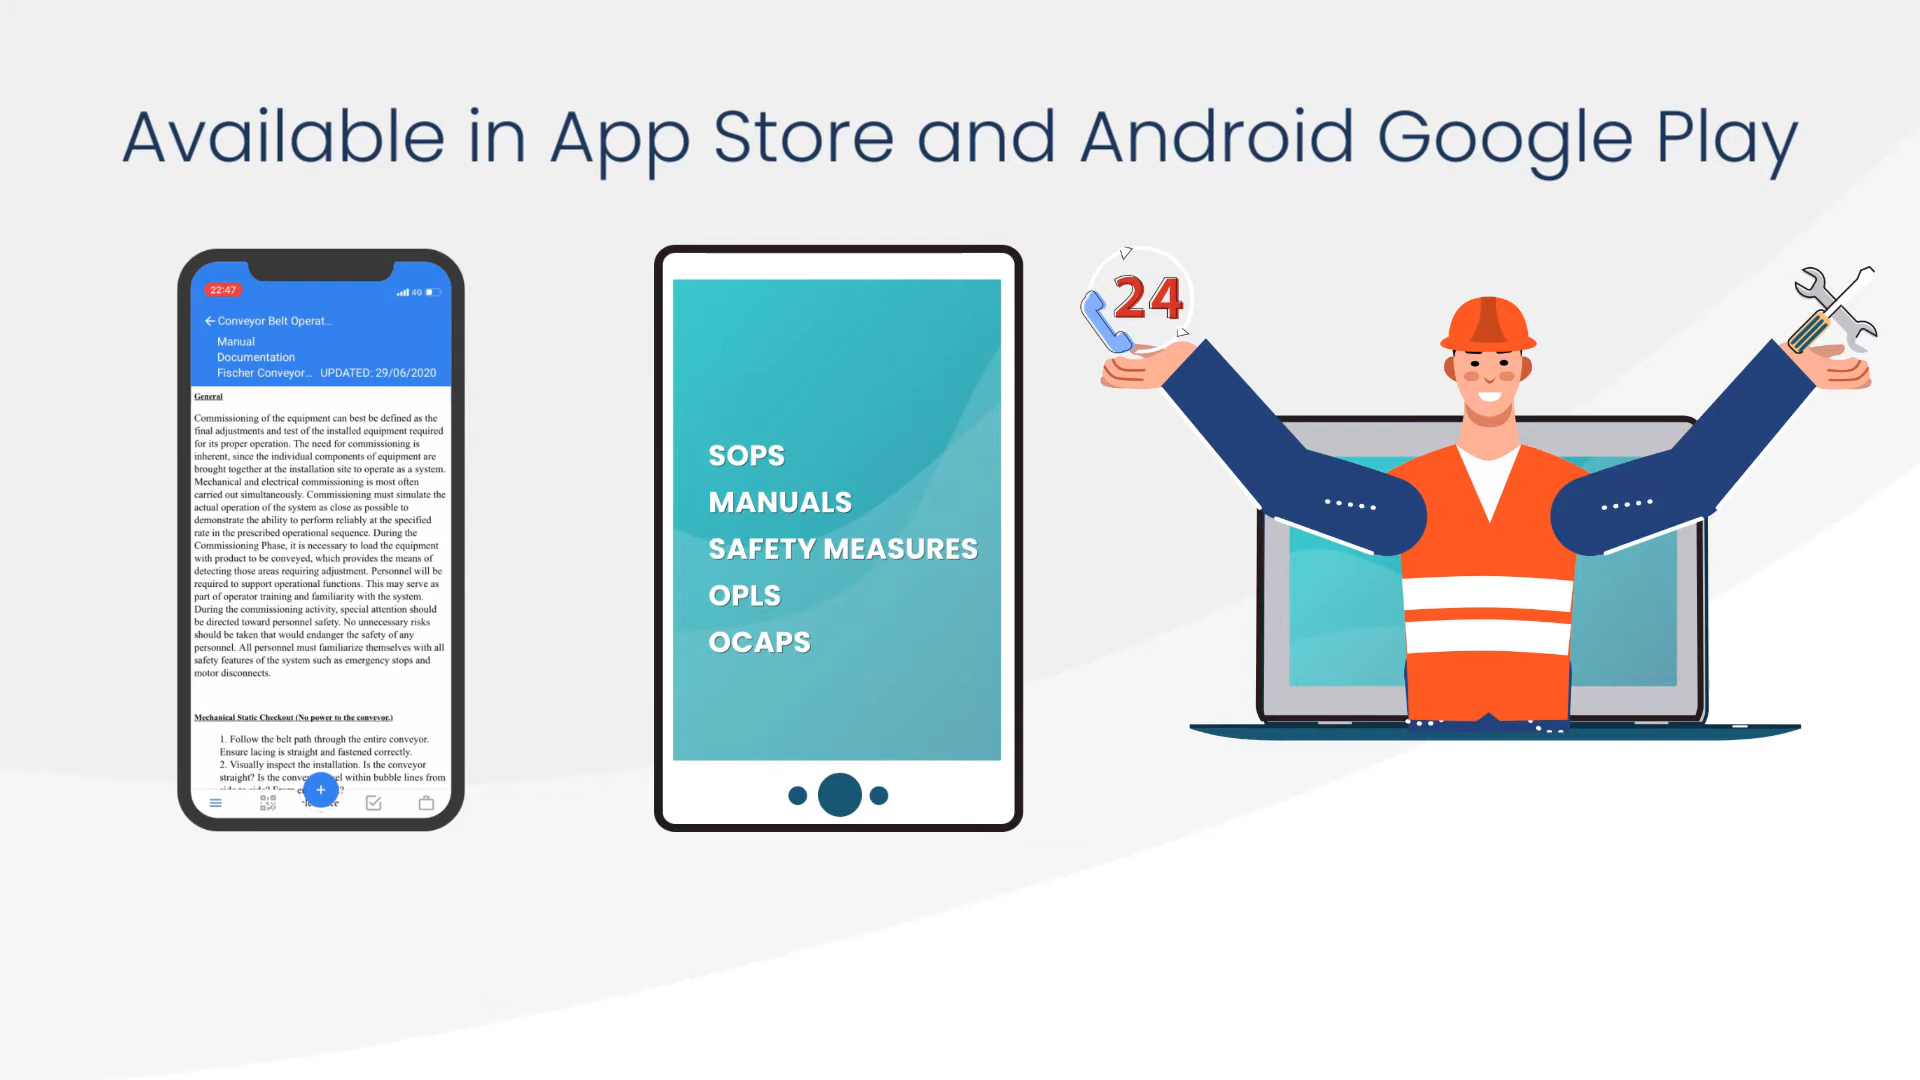 Available in App Store and Android Google Play
22:47
4G
Conveyor Belt Operat...
Manual
Documentation
Fischer Conveyor... UPDATED: 29/06/2020
General
Commissioning of the equipment can best be defined as the
final adjustments and test of the installed equipment required
for its proper operation. The need for commissioning is
inherent, since the individual components of equipment are
brought together at the installation site to operate as a system.
Mechanical and electrical commissioning is most often
carried out simultaneously. Commissioning must simulate the
actual operation of the system as close as possible to
demonstrate the ability to perform reliably at the specified
rate in the prescribed operational sequence. During the
Commissioning Phase, it is necessary to load the equipment
with product to be conveyed, which provides the means of
detecting those areas requiring adjustment. Personnel will be
required to support operational functions. This may serve as
part of operator training and familiarity with the system.
During the commissioning activity, special attention should
be directed toward personnel safety. No unnecessary risks
should be taken that would endanger the safety of any
personnel. All personnel must familiarize themselves with all
safety features of the system such as emergency stops and
motor disconnects.
Mechanical Static Checkout (No power to the conveyor.)
1. Follow the belt path through the entire conveyor.
Ensure lacing is straight and fastened correctly.
2. Visually inspect the installation. Is the conveyor
straight? Is the within bubble lines from
SOPS
MANUALS
SAFETY MEASURES
OPLS
OCAPS
24